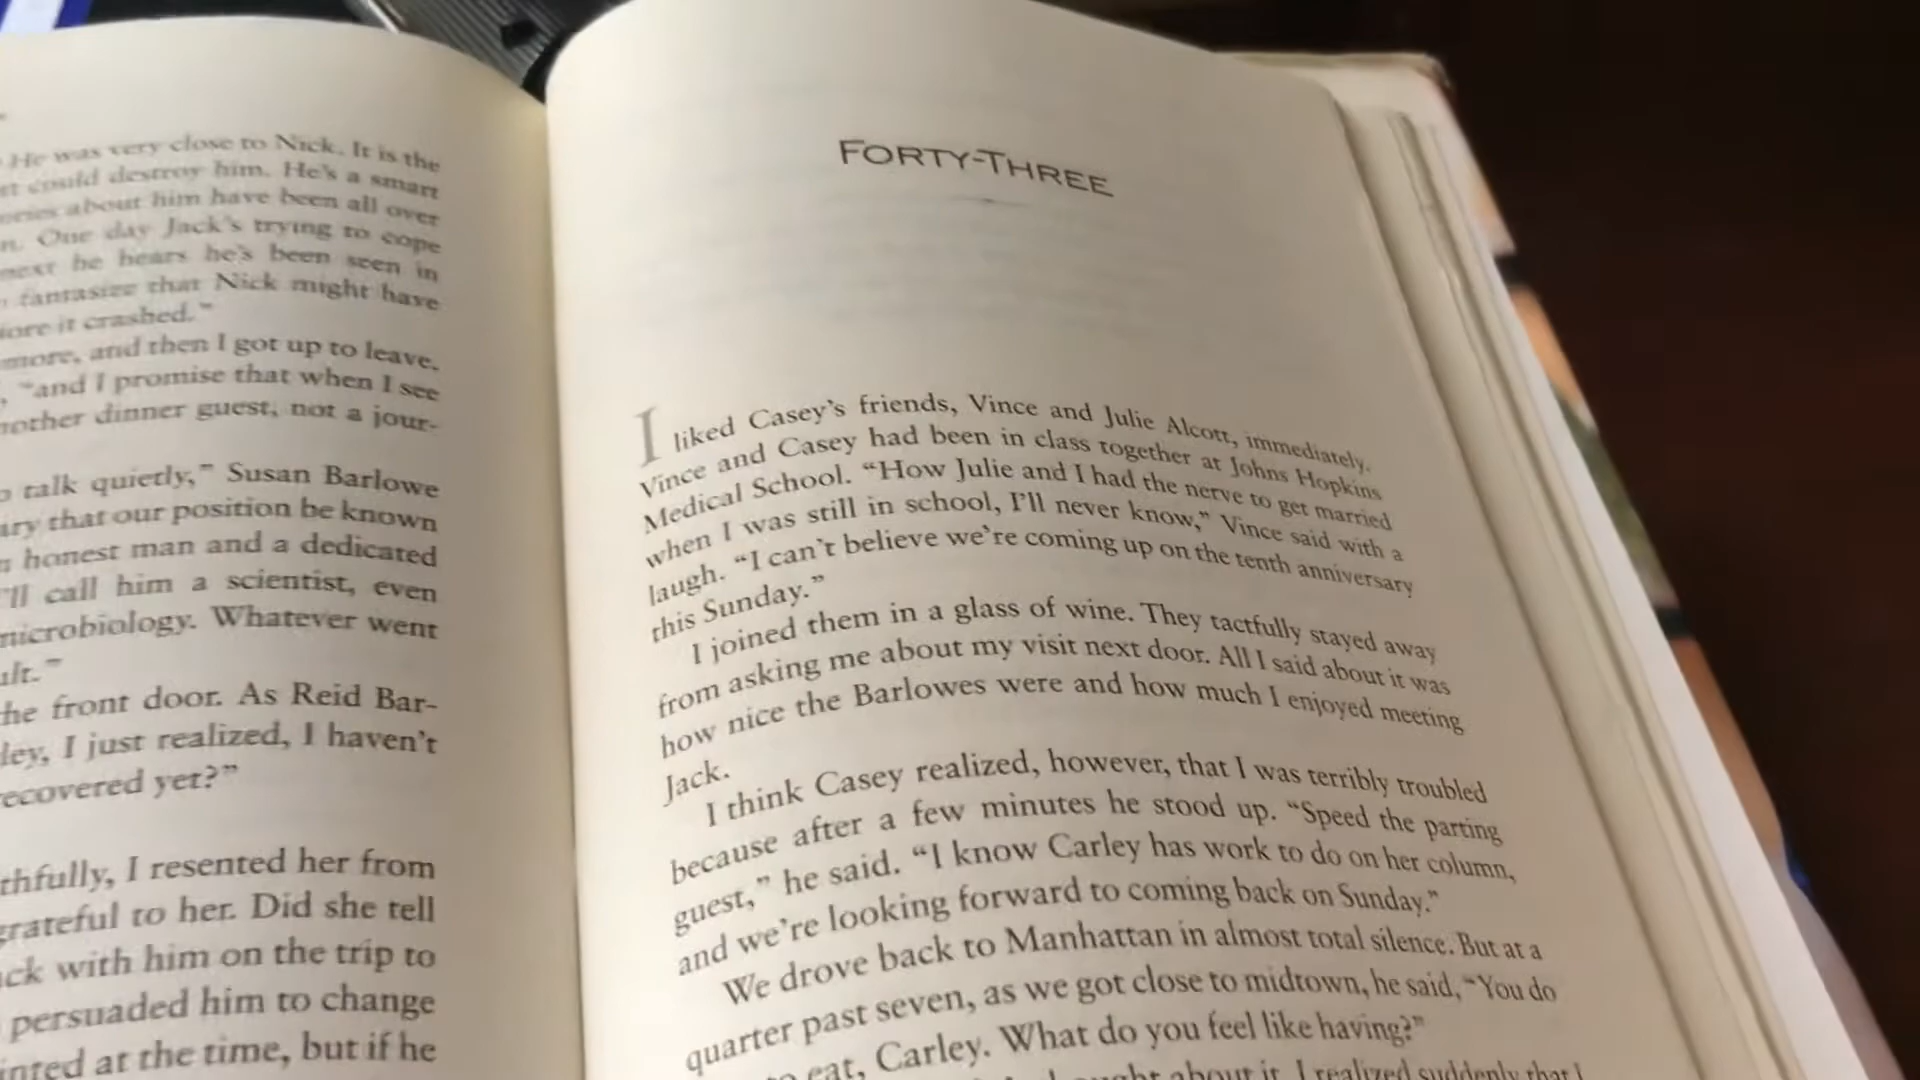 He was very close to Nick. It is the
could destroy him. He's a smart
about him have been all over
One day Jack's trying to cope
next he hears he's been seen in
fantasize that Nick might have
it crashed."
more, and then I got up to leave.
"and I promise that when I see
dinner guest, not a jour-
talk quietly," Susan Barlowe
that our position be known
honest man and a dedicated
call him a scientist, even
microbiology. Whatever went
the front door. As Reid Bar-
I just realized, I haven't
yet?"
I resented her from
grateful to her. Did she tell
with him on the trip to
persuaded him to change
at the time, but if he
FORTY-THREE
I liked Casey's friends, Vince and Julie Alcott, immediately.
Vince and Casey had been in class together at Johns Hopkins
Medical School. "How Julie and I had the nerve to get married
when I was still in school, I'll never know," Vince said with a
laugh. "I can't believe we're coming up on the tenth anniversary
this Sunday."
I joined them in a glass of wine. They tactfully stayed away
from asking me about my visit next door. All I said about it was
how nice the Barlowes were and how much I enjoyed meeting
Jack.
I think Casey realized, however, that I was terribly troubled
because after a few minutes he stood up. "Speed the parting
guest," he said. "I know Carley has work to do on her column,
and we're looking forward to coming back on Sunday."
We drove back to Manhattan in almost total silence. But at a
quarter past seven, as we got close to midtown, he said, "You do
eat, Carley. What do you feel like having?"
about it, I realized suddenly that I